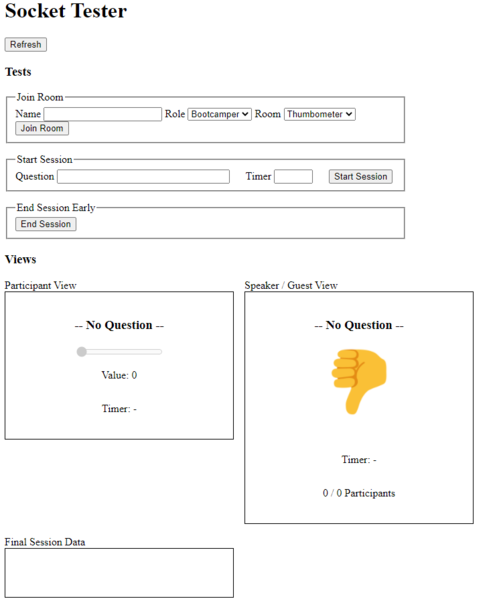 Socket Tester
Refresh
Tests
Join Room
Name Role Bootcamper Room Thumbometer
Join Room
Start Session
Question Timer Start Session
End Session Early
End Session
Views
Participant View
-- No Question --
Value: 0
Timer: -
Speaker / Guest View
-- No Question --
Timer: -
0 / 0 Participants
Final Session Data